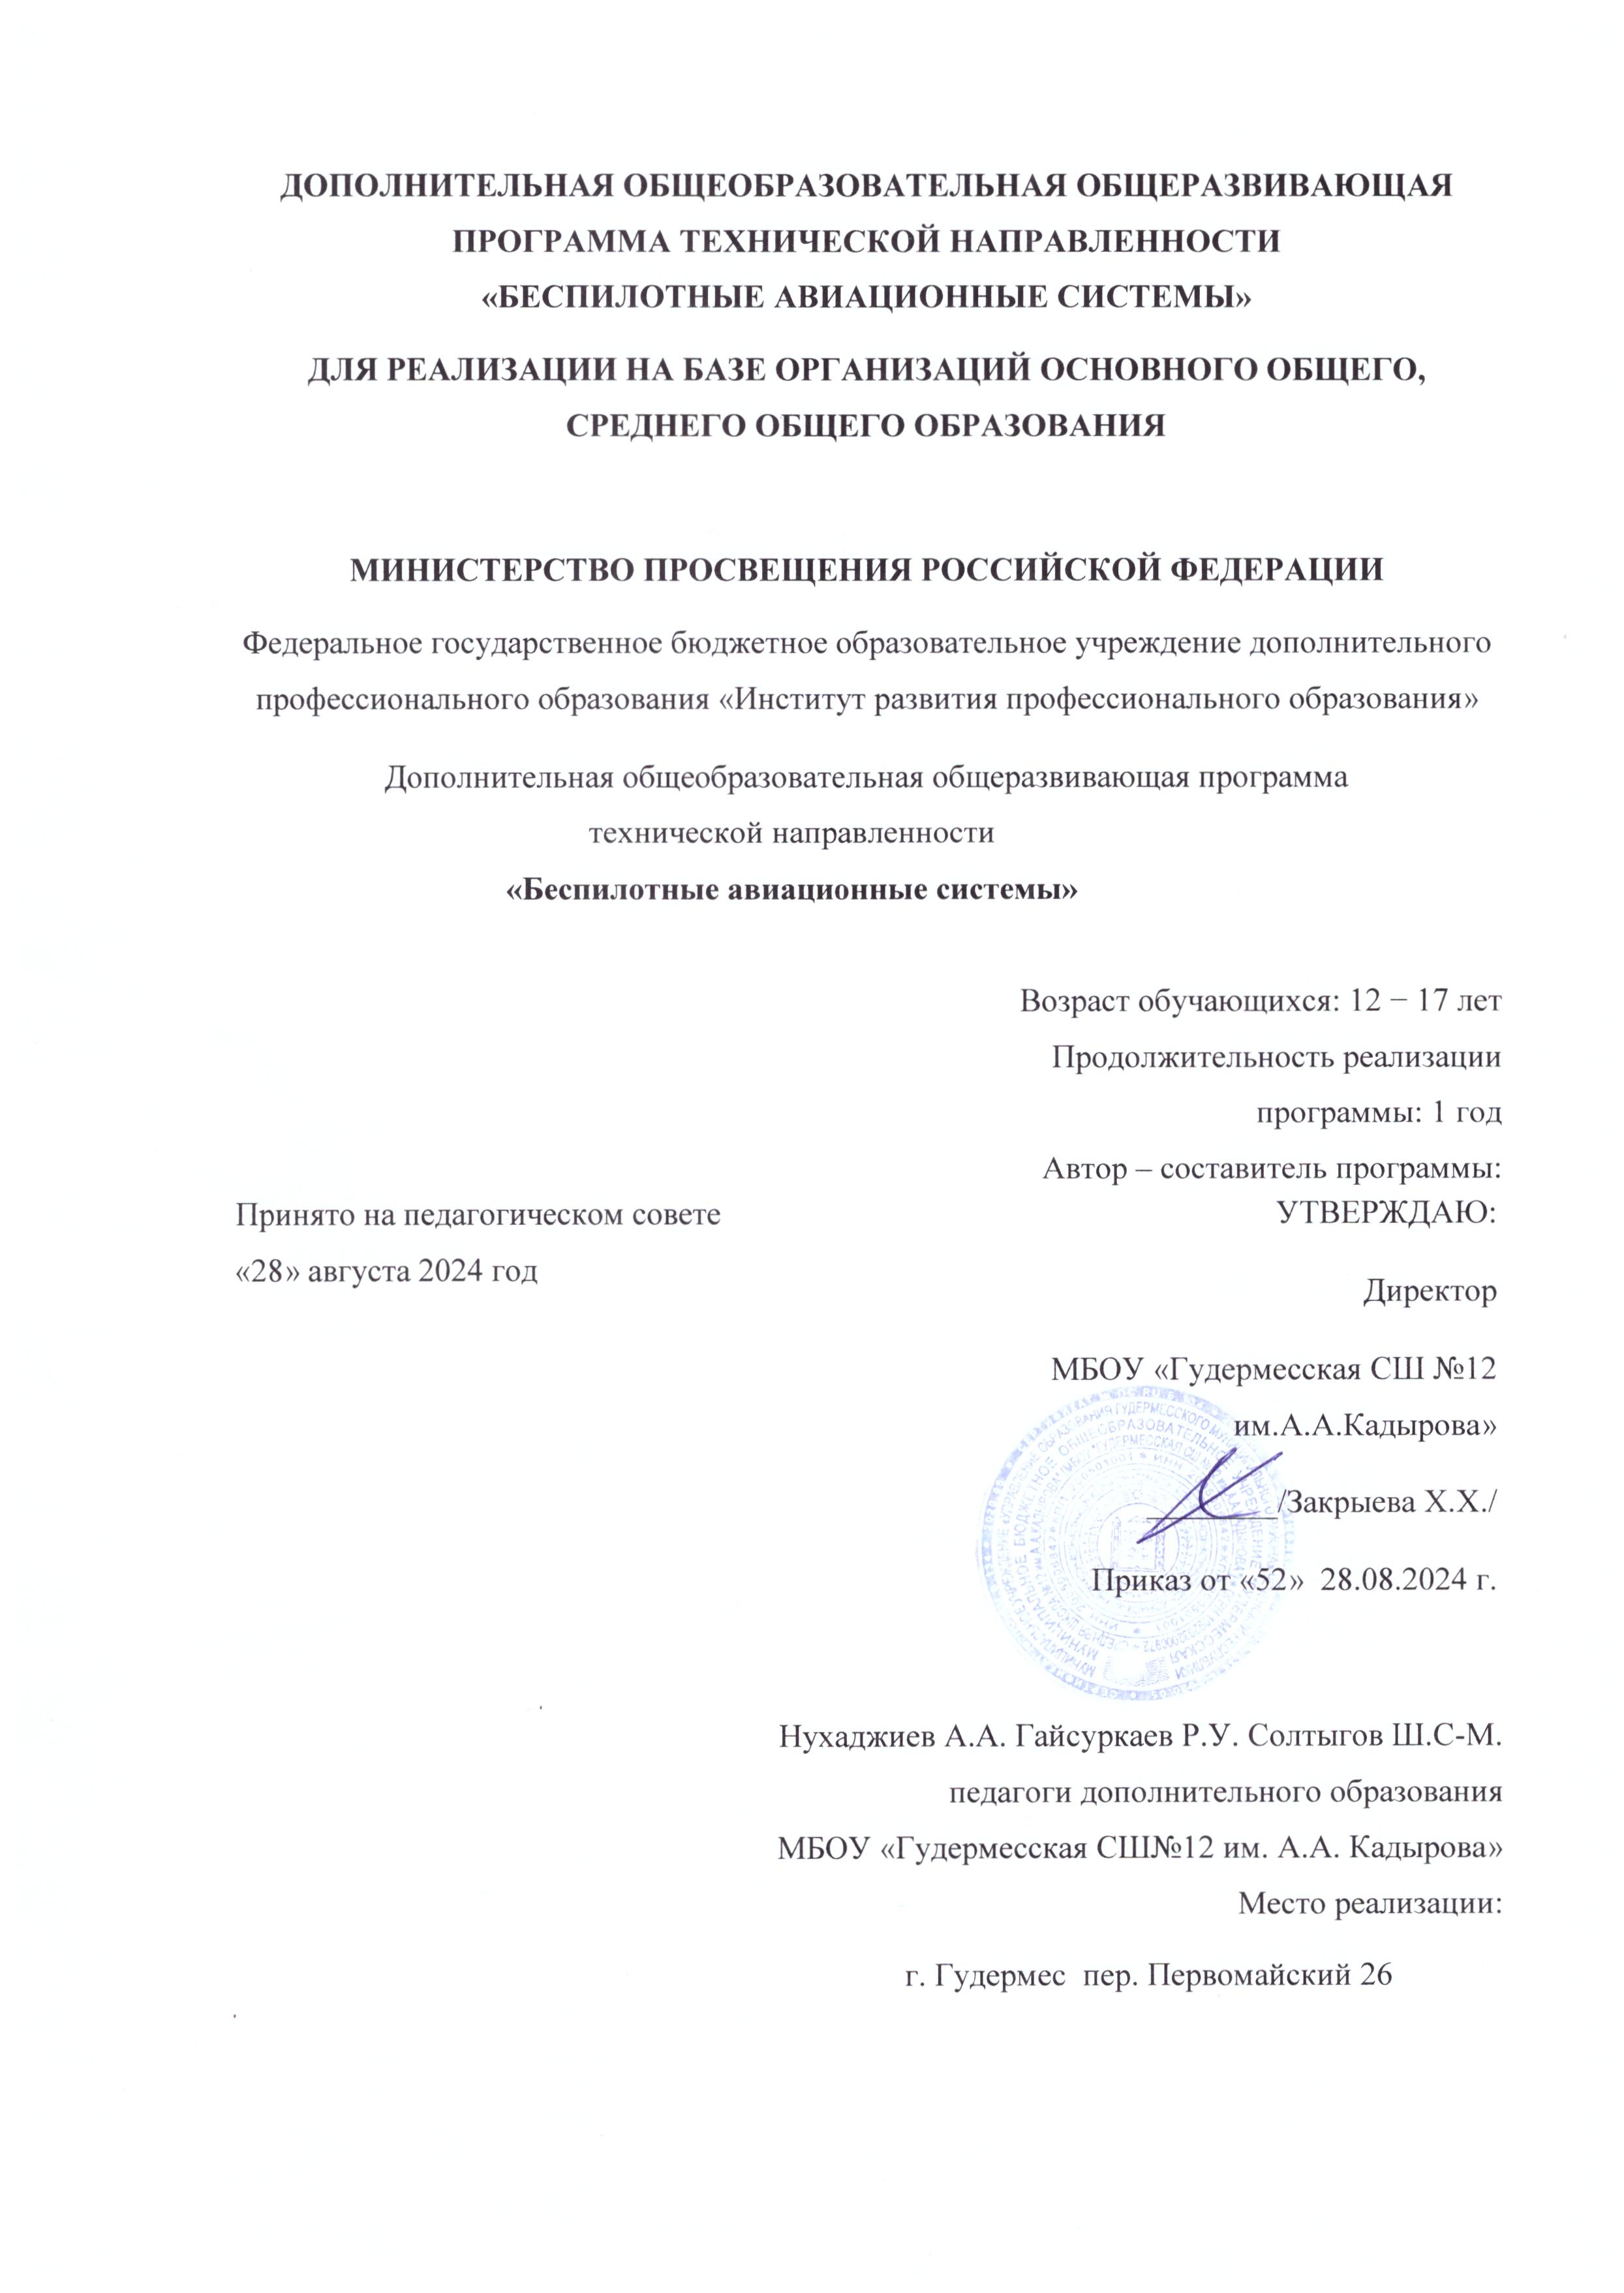 ДОПОЛНИТЕЛЬНАЯ ОБЩЕОБРАЗОВАТЕЛЬНАЯ ОБЩЕРАЗВИВАЮЩАЯ
ПРОГРАММА ТЕХНИЧЕСКОЙ НАПРАВЛЕННОСТИ
«БЕСПИЛОТНЫЕ АВИАЦИОННЫЕ СИСТЕМЫ»
ДЛЯ РЕАЛИЗАЦИИ НА БАЗЕ ОРГАНИЗАЦИЙ ОСНОВНОГО ОБЩЕГО,
СРЕДНЕГО ОБЩЕГО ОБРАЗОВАНИЯ
МИНИСТЕРСТВО ПРОСВЕЩЕНИЯ РОССИЙСКОЙ ФЕДЕРАЦИИ
Федеральное государственное бюджетное образовательное учреждение дополнительного
профессионального образования «Институт развития профессионального образования»
Дополнительная общеобразовательная общеразвивающая программа
технической направленности
«Беспилотные авиационные системы»
Возраст обучающихся: 12 − 17 лет
Продолжительность реализации
программы: 1 год
Автор – составитель программы:
Принято на педагогическом совете
«28» августа 2024 год
УТВЕРЖДАЮ:
Директор
МБОУ «Гудермесская СШ №12
им.А.А.Кадырова»
________/Закрыева Х.Х./
Приказ от «52» 28.08.2024 г.
Нухаджиев А.А. Гайсуркаев Р.У. Солтыгов Ш.С-М.
педагоги дополнительного образования
МБОУ «Гудермесская СШ№12 им. А.А. Кадырова»
Место реализации:
г. Гудермес пер. Первомайский 26